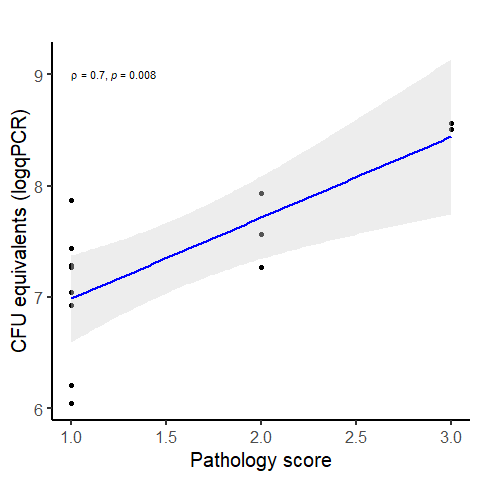 ρ = 0.7, p = 0.008
9
8
7
6
CFU equivalents (logqPCR)
1.0 1.5 2.0 2.5 3.0
Pathology score